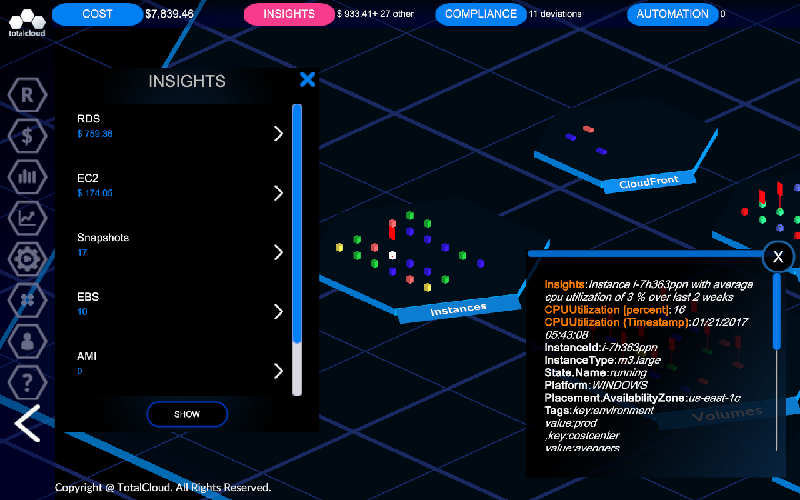 totalcloud
COST
$7,839.46
INSIGHTS
$ 933.41+ 27 other
COMPLIANCE
11 deviations
AUTOMATION
0
R
$
?
INSIGHTS
X
RDS
$ 759.36
EC2
$ 174.05
Snapshots
17
EBS
10
AMI
0
SHOW
CloudFront
Instances
Volumes
X
Insights:Instance i-7h363ppn with average
cpu utilization of 3 % over last 2 weeks
CPUUtilization [percent]:16
CPUUtilization (Timestamp):01/21/2017
05:43:08
InstanceId:i-7h363ppn
InstanceType:m3.large
State.Name:running
Platform:WINDOWS
Placement.AvailabilityZone:us-east-1c
Tags:key:environment
value:prod
,key:costcenter
value:avengers
Copyright @ TotalCloud. All Rights Reserved.